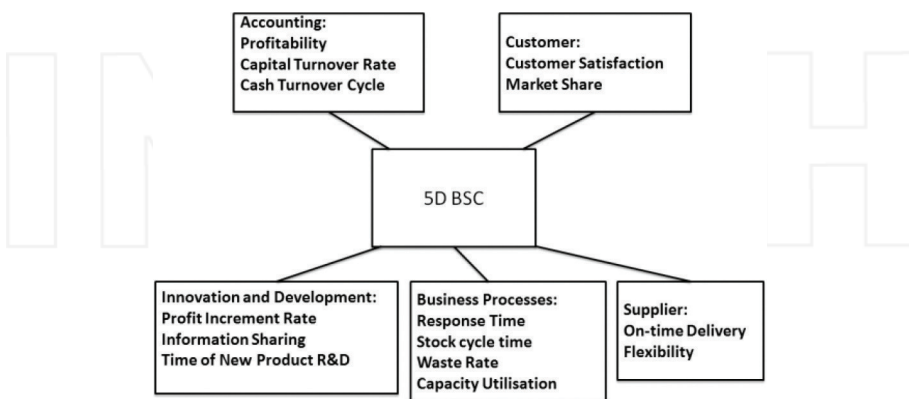 Accounting:
Profitability
Capital Turnover Rate
Cash Turnover Cycle
Customer:
Customer Satisfaction
Market Share
5D BSC
Innovation and Development:
Profit Increment Rate
Information Sharing
Time of New Product R&D
Business Processes:
Response Time
Stock cycle time
Waste Rate
Capacity Utilisation
Supplier:
On-time Delivery
Flexibility